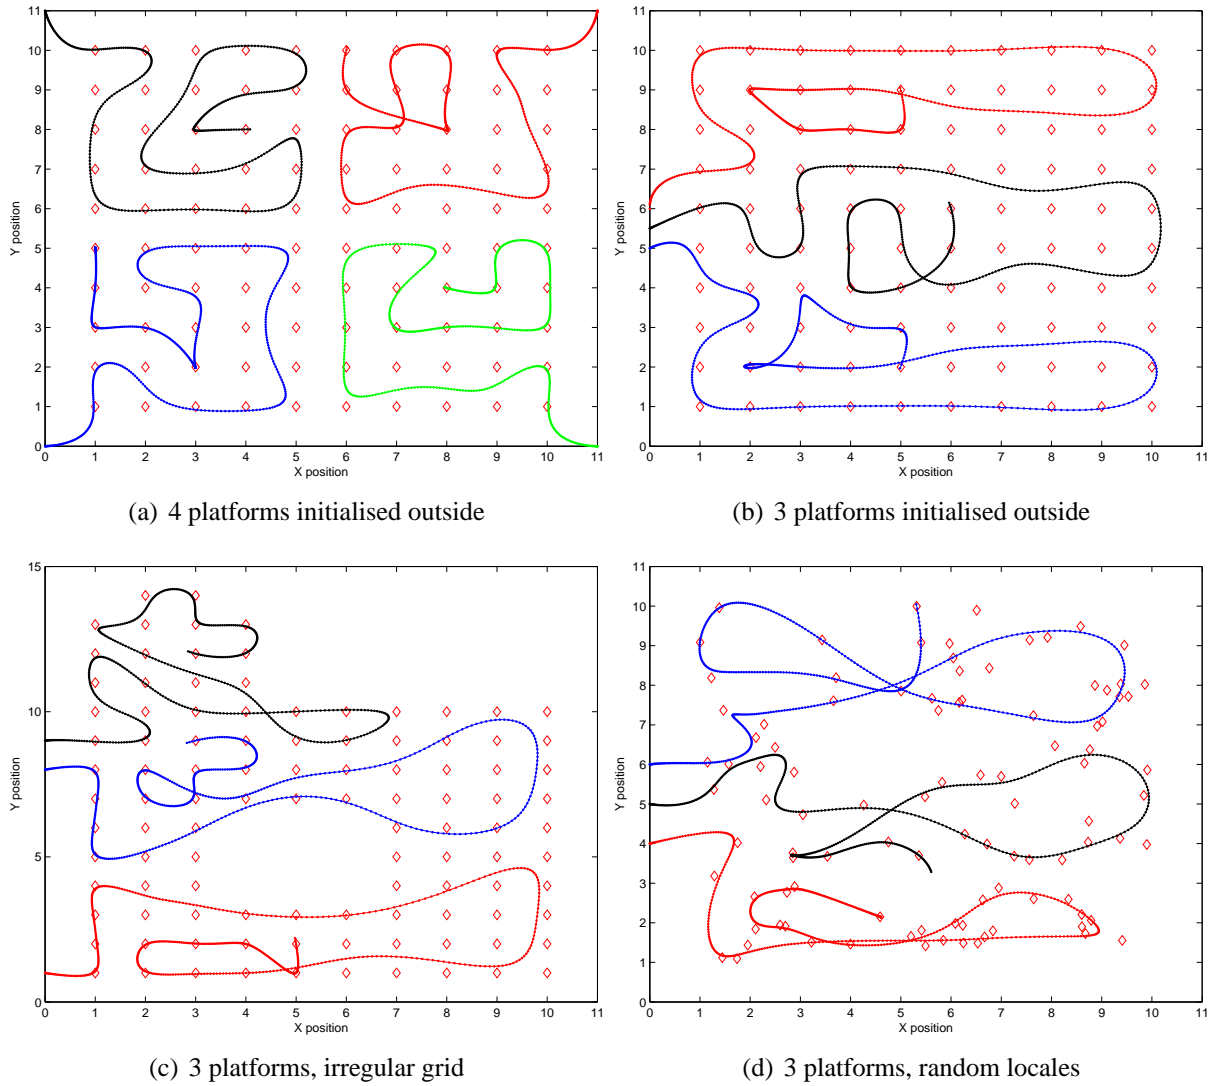 11
10
9
8
7
6
5
4
3
2
1
0
Y position
0 1 2 3 4 5 6 7 8 9 10 11
X position
(a) 4 platforms initialised outside
11
10
9
8
7
6
5
4
3
2
1
0
Y position
0 1 2 3 4 5 6 7 8 9 10 11
X position
(b) 3 platforms initialised outside
15
10
5
0
Y position
0 1 2 3 4 5 6 7 8 9 10 11
X position
(c) 3 platforms, irregular grid
11
10
9
8
7
6
5
4
3
2
1
0
Y position
0 1 2 3 4 5 6 7 8 9 10 11
X position
(d) 3 platforms, random locales